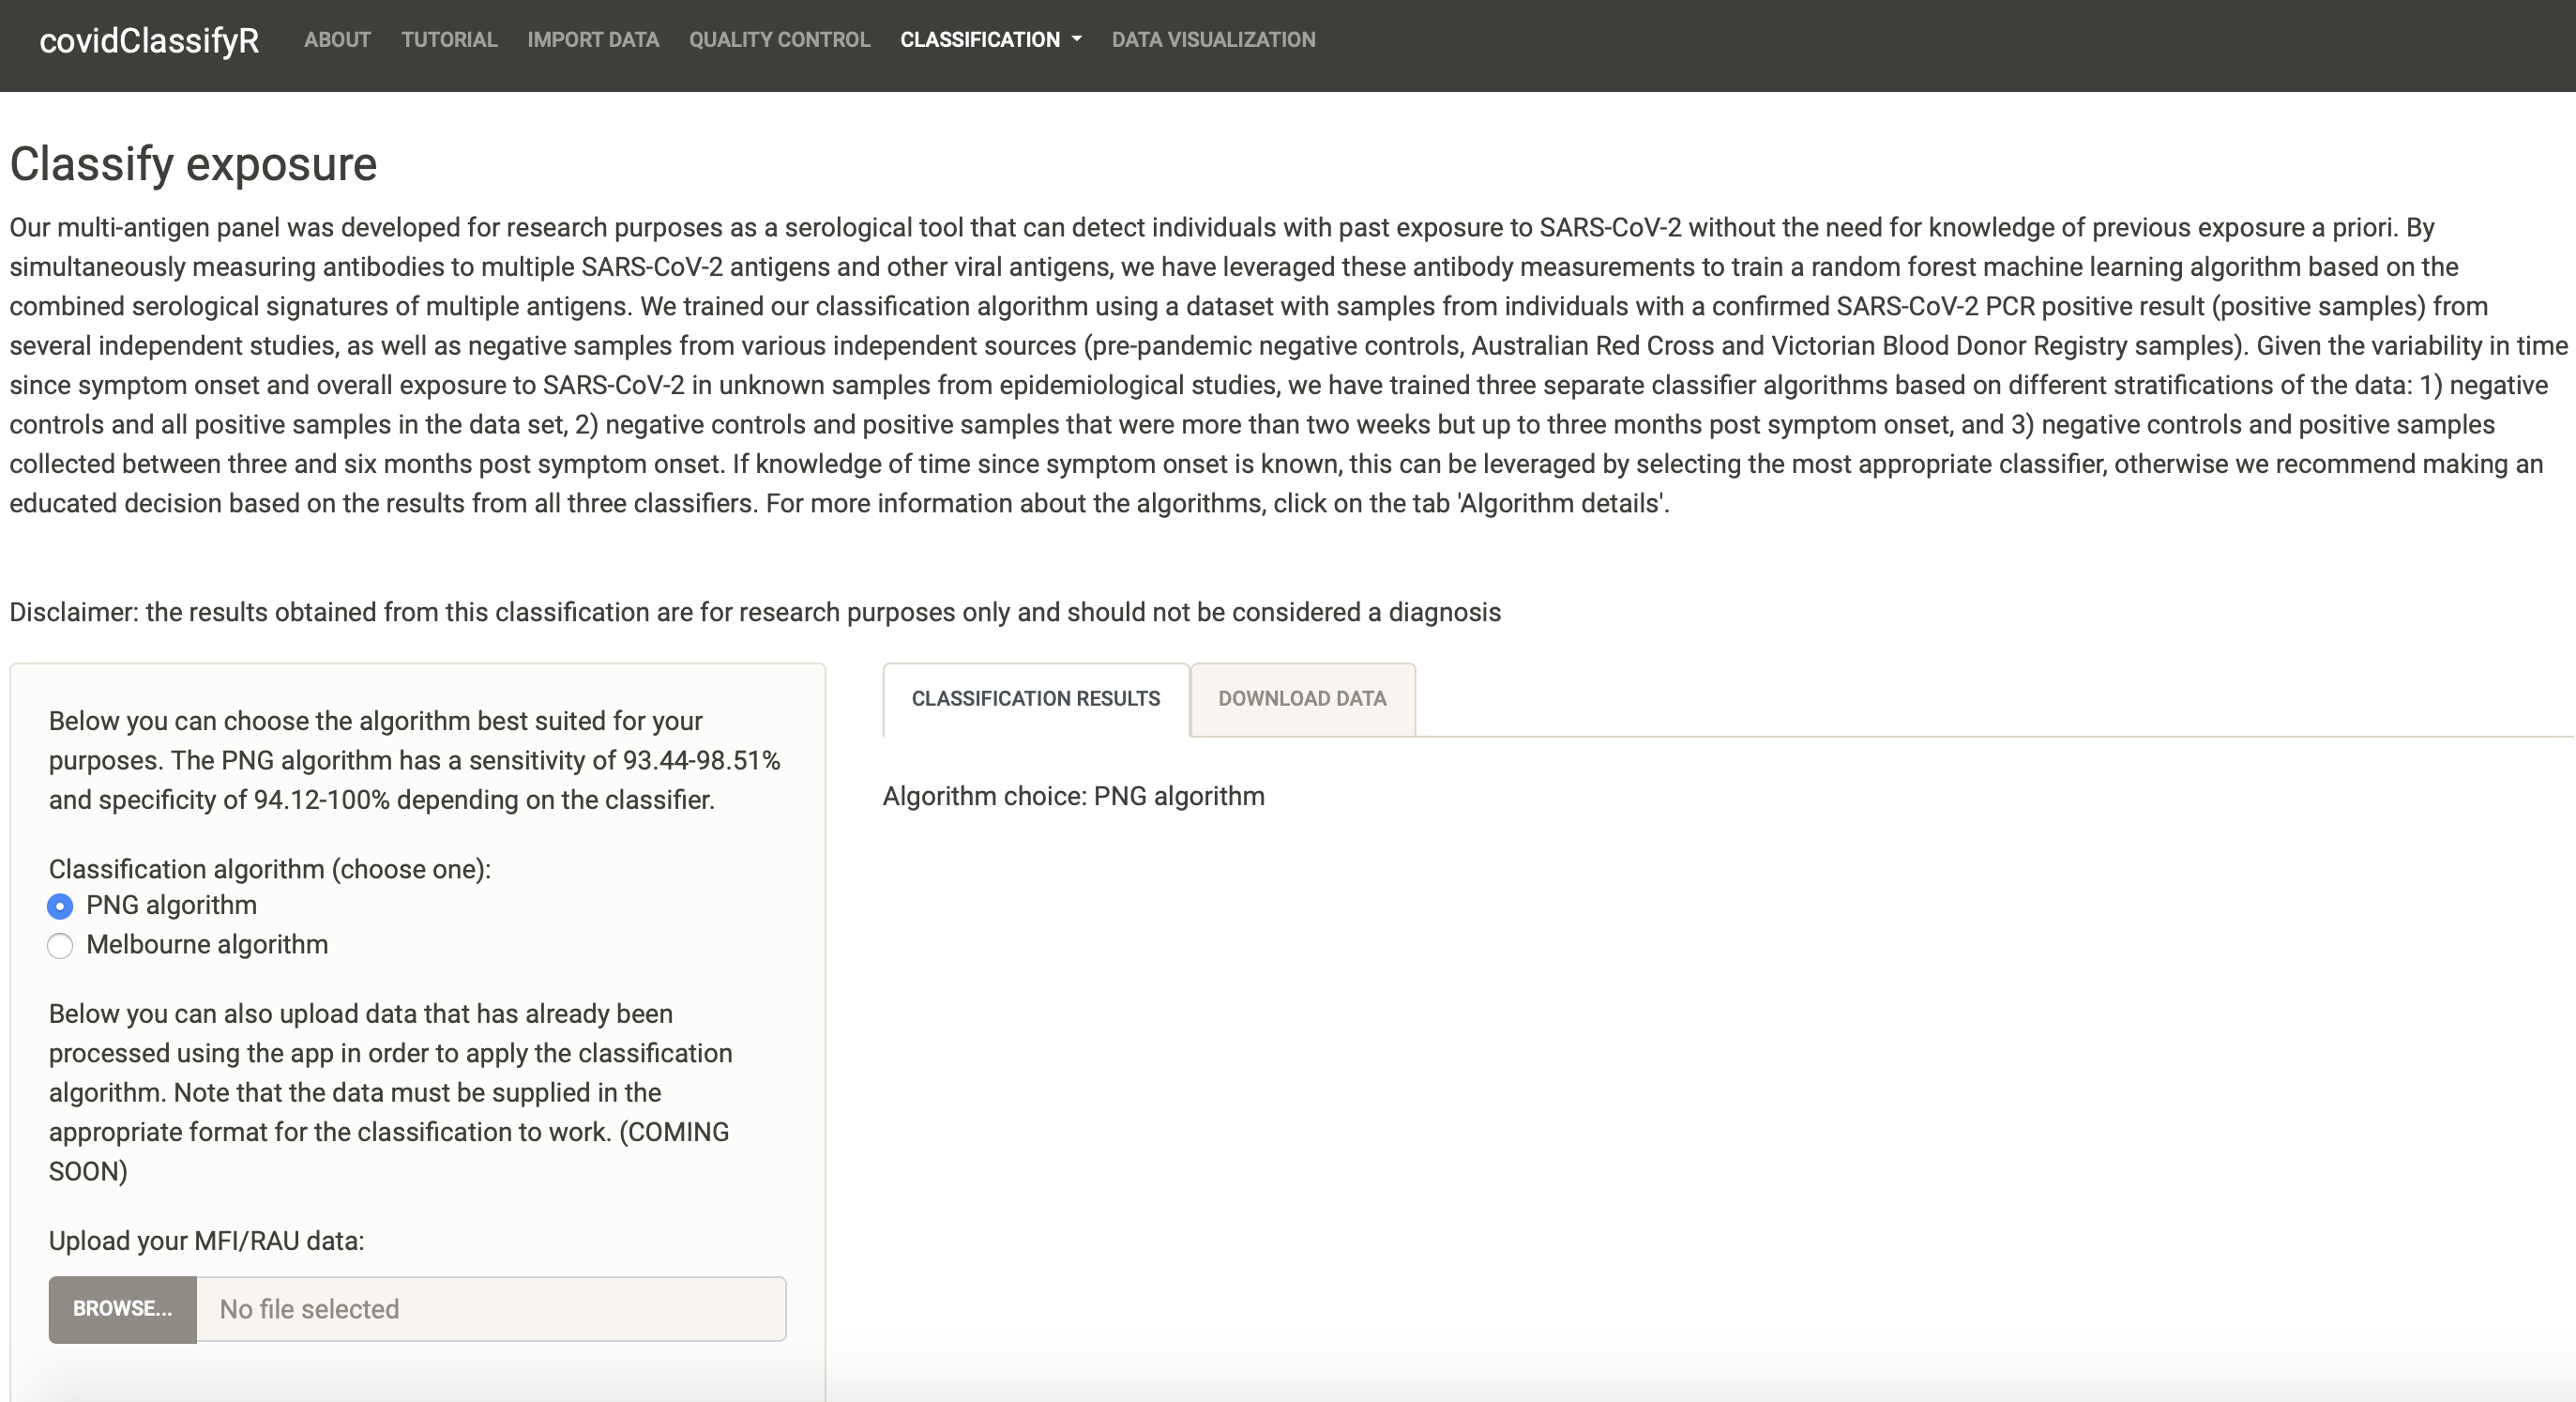 covidClassifyR ABOUT TUTORIAL IMPORT DATA QUALITY CONTROL CLASSIFICATION DATA VISUALIZATION
Classify exposure
Our multi-antigen panel was developed for research purposes as a serological tool that can detect individuals with past exposure to SARS-CoV-2 without the need for knowledge of previous exposure a priori. By
simultaneously measuring antibodies to multiple SARS-CoV-2 antigens and other viral antigens, we have leveraged these antibody measurements to train a random forest machine learning algorithm based on the
combined serological signatures of multiple antigens. We trained our classification algorithm using a dataset with samples from individuals with a confirmed SARS-CoV-2 PCR positive result (positive samples) from
several independent studies, as well as negative samples from various independent sources (pre-pandemic negative controls, Australian Red Cross and Victorian Blood Donor Registry samples). Given the variability in time
since symptom onset and overall exposure to SARS-CoV-2 in unknown samples from epidemiological studies, we have trained three separate classifier algorithms based on different stratifications of the data: 1) negative
controls and all positive samples in the data set, 2) negative controls and positive samples that were more than two weeks but up to three months post symptom onset, and 3) negative controls and positive samples
collected between three and six months post symptom onset. If knowledge of time since symptom onset is known, this can be leveraged by selecting the most appropriate classifier, otherwise we recommend making an
educated decision based on the results from all three classifiers. For more information about the algorithms, click on the tab 'Algorithm details'.
Disclaimer: the results obtained from this classification are for research purposes only and should not be considered a diagnosis
Below you can choose the algorithm best suited for your
purposes. The PNG algorithm has a sensitivity of 93.44-98.51%
and specificity of 94.12-100% depending on the classifier.
Classification algorithm (choose one):
PNG algorithm
Melbourne algorithm
Below you can also upload data that has already been
processed using the app in order to apply the classification
algorithm. Note that the data must be supplied in the
appropriate format for the classification to work. (COMING
SOON)
Upload your MFI/RAU data:
BROWSE... No file selected
CLASSIFICATION RESULTS DOWNLOAD DATA
Algorithm choice: PNG algorithm